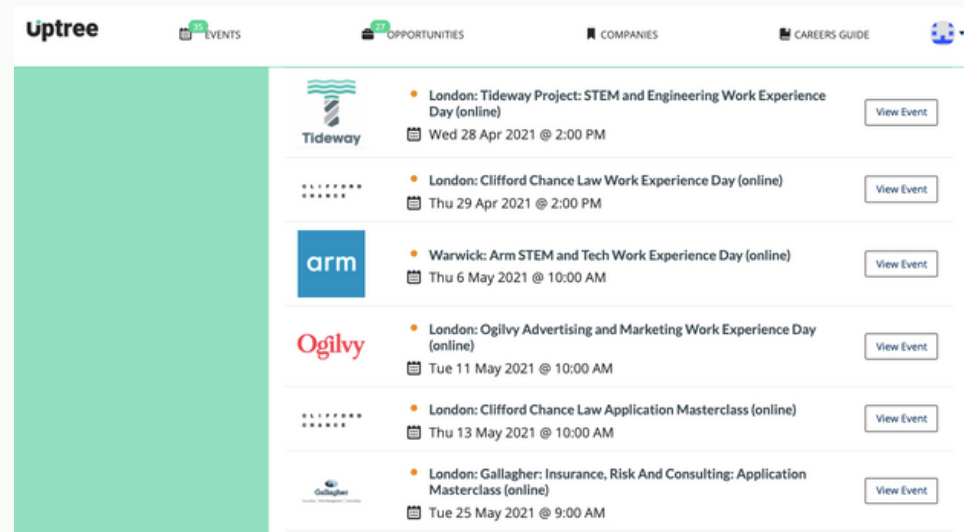 uptree
35 EVENTS
27 OPPORTUNITIES
COMPANIES
CAREERS GUIDE
Tideway
London: Tideway Project: STEM and Engineering Work Experience
Day (online)
Wed 28 Apr 2021 @ 2:00 PM
View Event
CLIFFORD
CHANCE
London: Clifford Chance Law Work Experience Day (online)
Thu 29 Apr 2021 @ 2:00 PM
View Event
arm
Warwick: Arm STEM and Tech Work Experience Day (online)
Thu 6 May 2021 @ 10:00 AM
View Event
Ogilvy
London: Ogilvy Advertising and Marketing Work Experience Day
(online)
Tue 11 May 2021 @ 10:00 AM
View Event
CLIFFORD
CHANCE
London: Clifford Chance Law Application Masterclass (online)
Thu 13 May 2021 @ 10:00 AM
View Event
Gallagher
London: Gallagher: Insurance, Risk And Consulting: Application
Masterclass (online)
Tue 25 May 2021 @ 9:00 AM
View Event